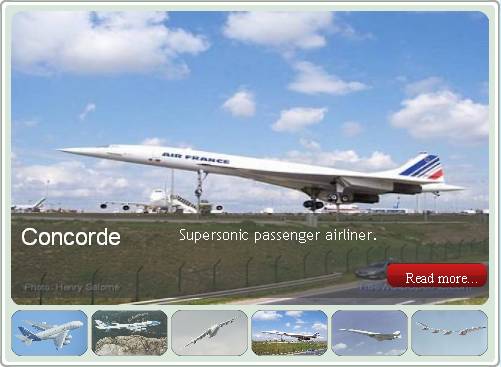 AIR FRANCE
Concorde
Supersonic passenger airliner.
Photo: Henry Salomé
Read more...